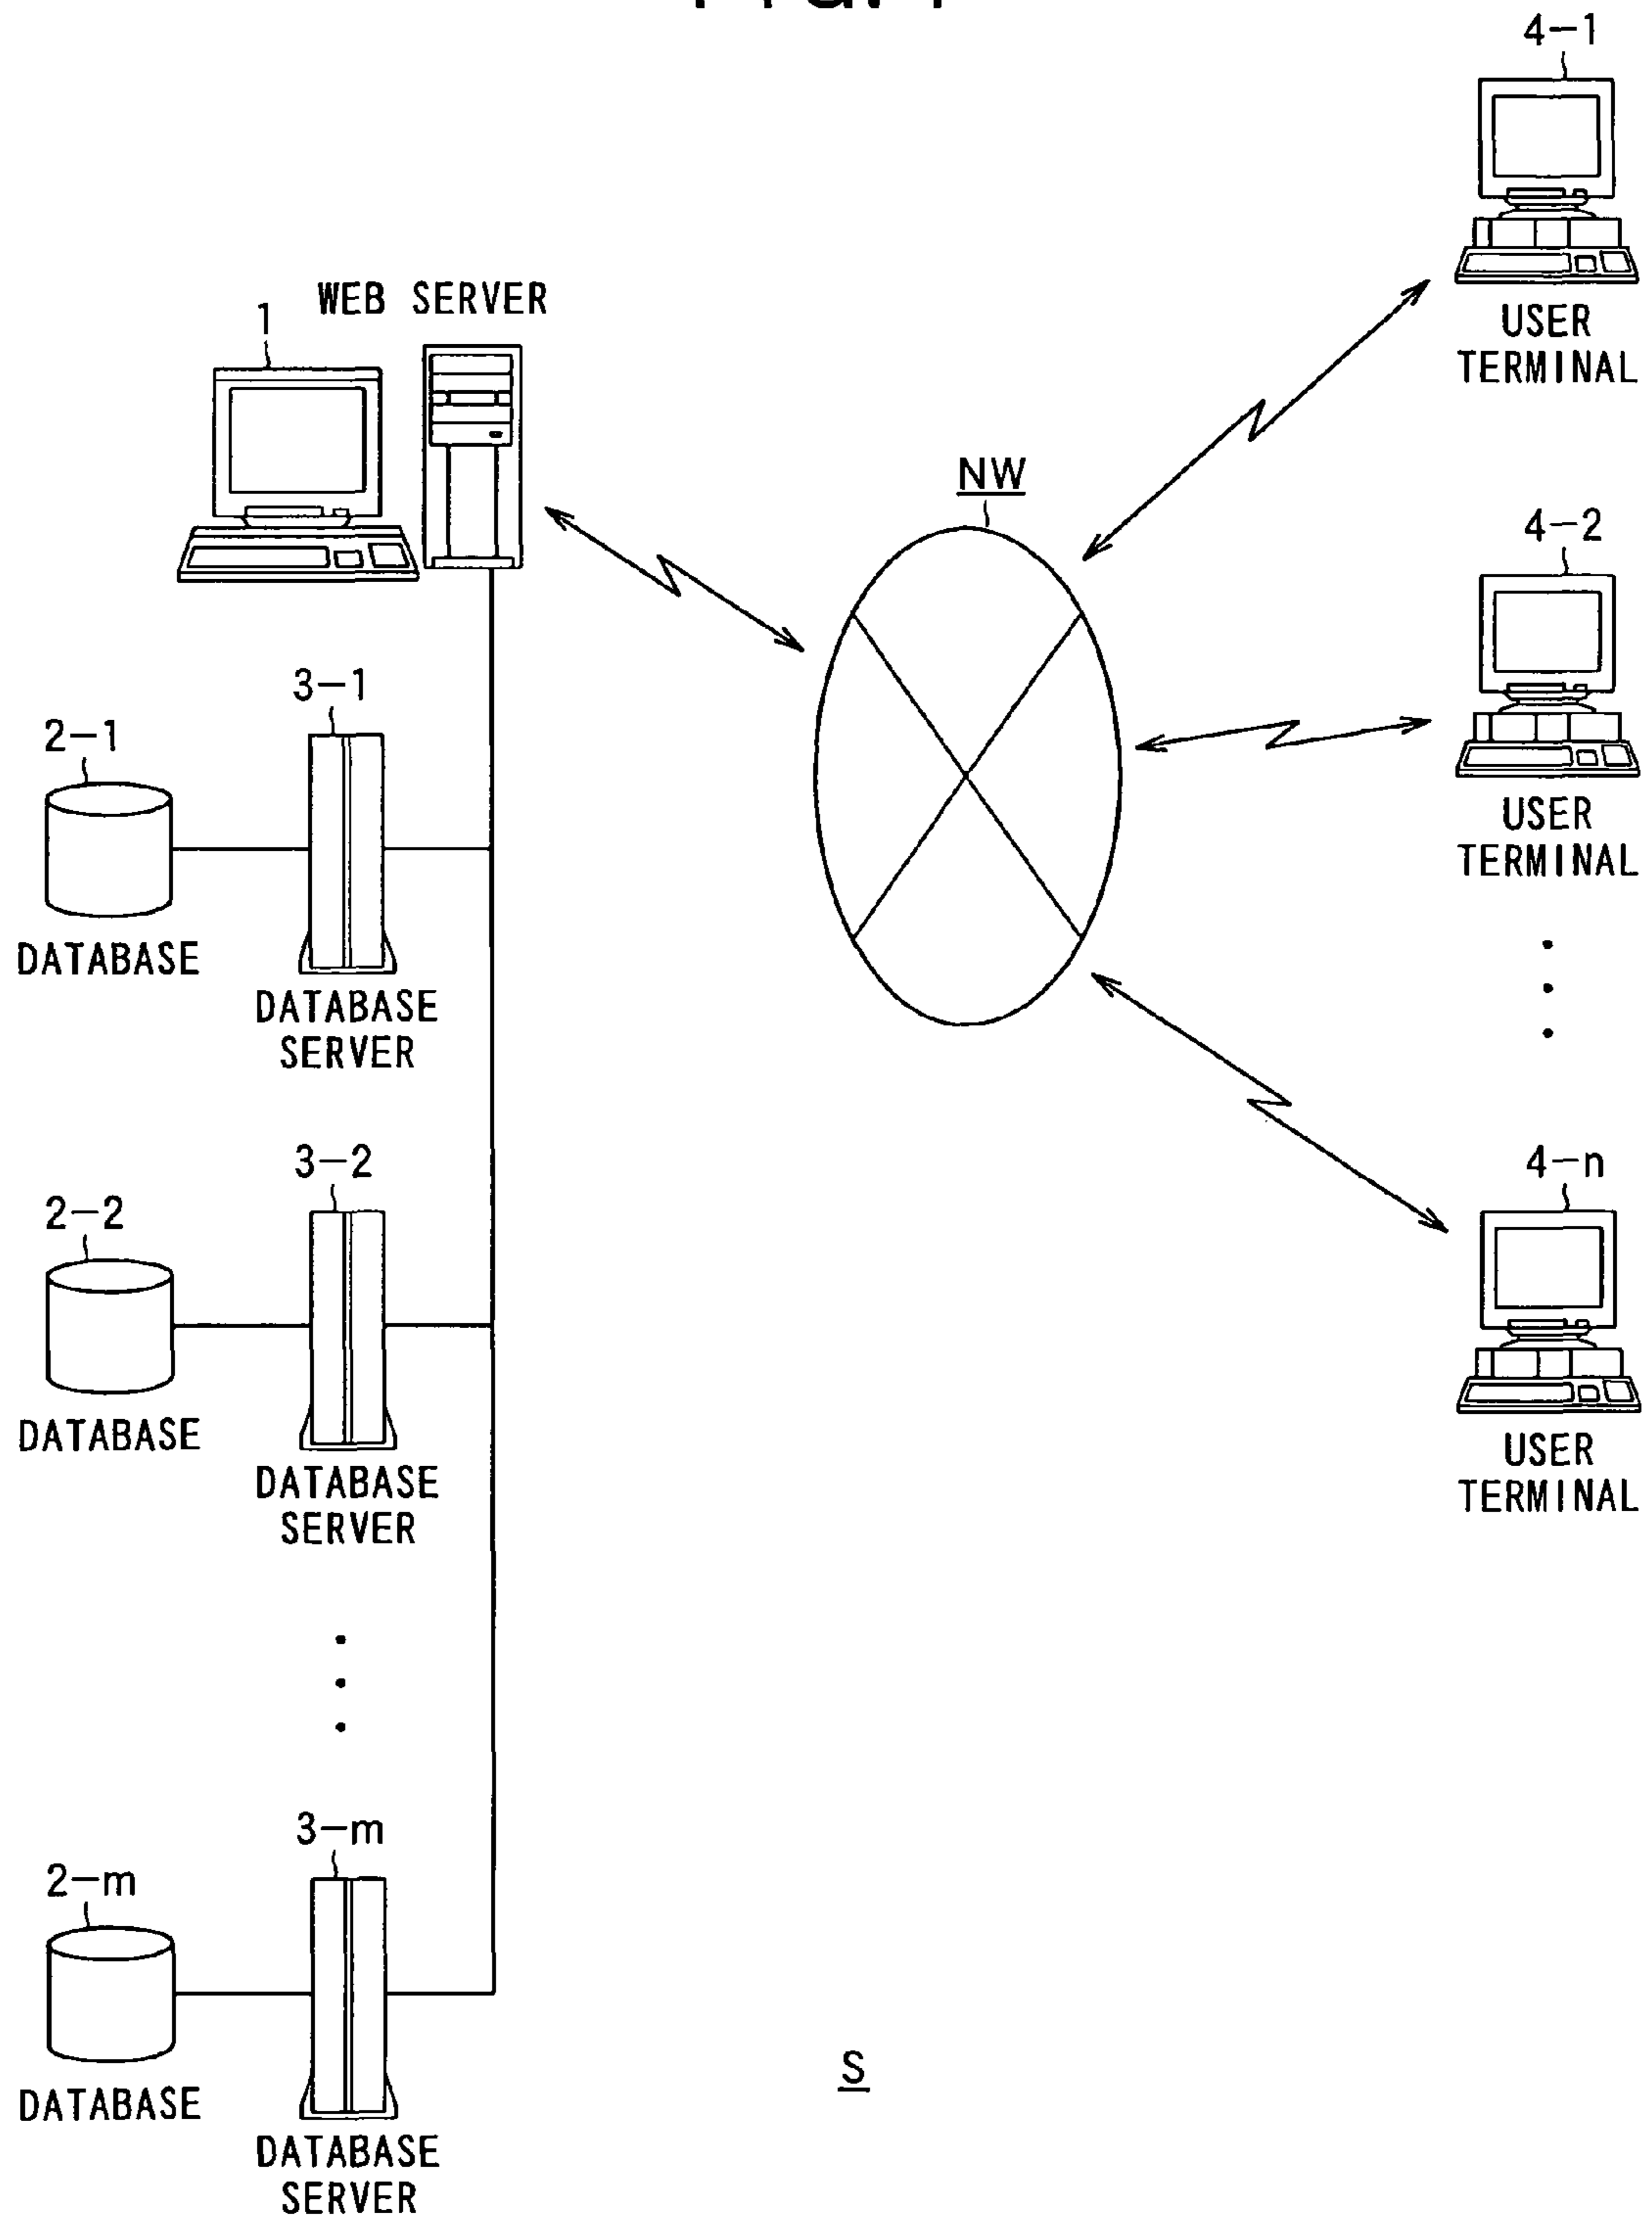 4-1
USER
TERMINAL
WEB SERVER
1
NW
4-2
USER
TERMINAL
3-1
2-1
DATABASE
DATABASE
SERVER
3-2
2-2
DATABASE
DATABASE
SERVER
4-n
USER
TERMINAL
3-m
2-m
DATABASE
DATABASE
SERVER
S